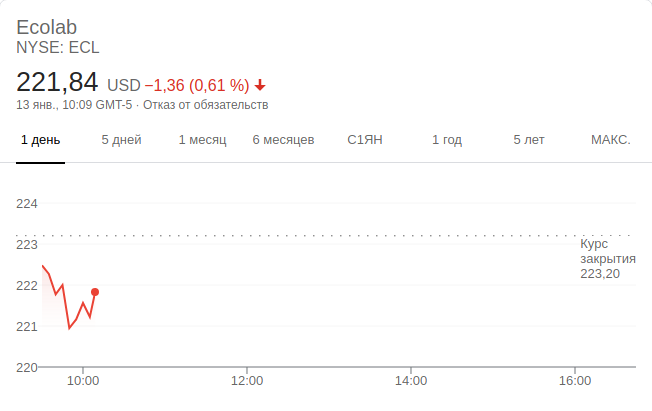 Ecolab
NYSE: ECL
221,84 USD −1,36 (0,61 %)
13 янв., 10:09 GMT-5 · Отказ от обязательств
1 день 5 дней 1 месяц 6 месяцев С1ЯН 1 год 5 лет МАКС.
224
223
222
221
220
Курс
закрытия
223,20
10:00 12:00 14:00 16:00